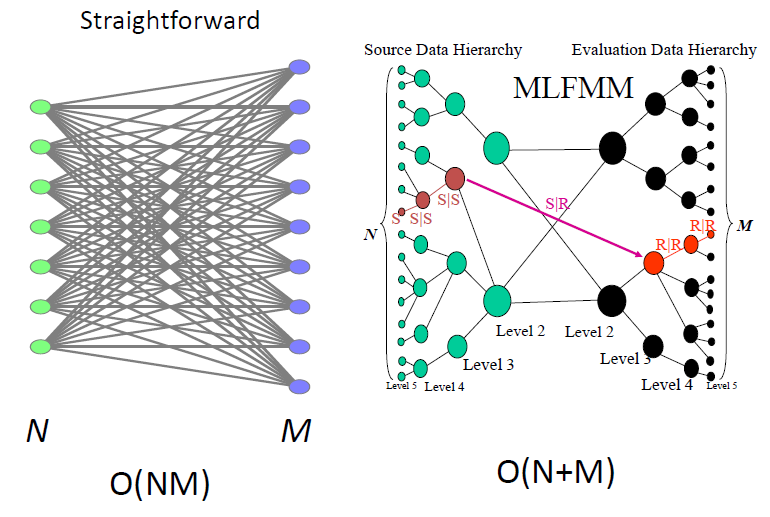 Straightforward
N
M
O(NM)
Source Data Hierarchy
Evaluation Data Hierarchy
MLFMM
N
S
S|S
S|S
S|R
R|R
R|R
M
Level 2
Level 2
Level 3
Level 3
Level 5
Level 4
Level 4
Level 5
O(N+M)